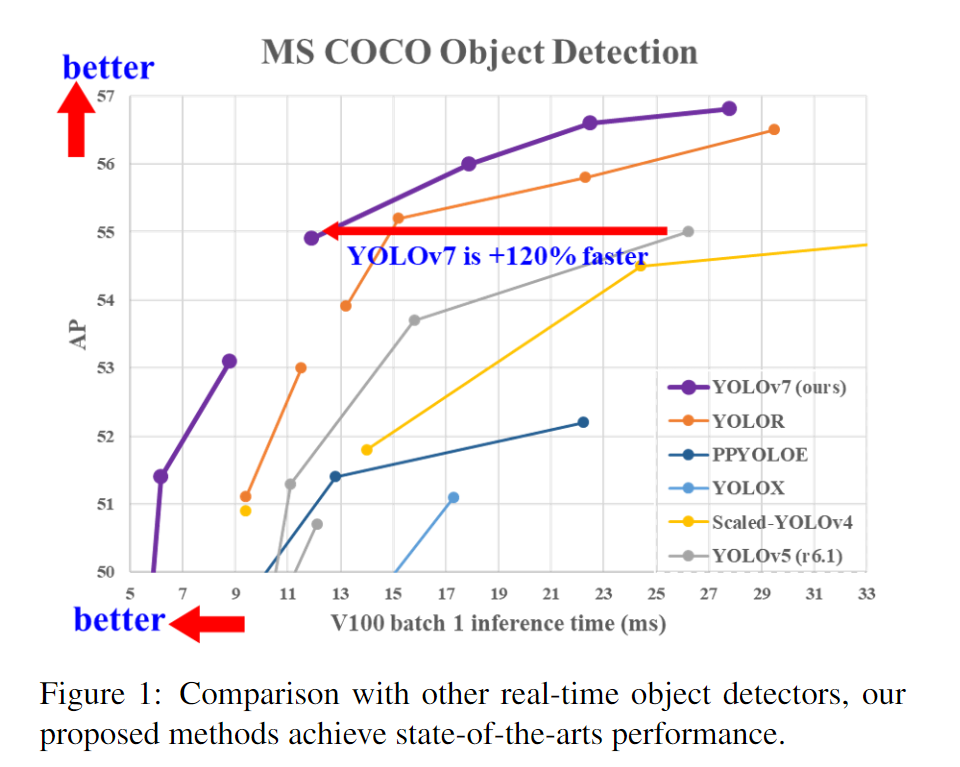 MS COCO Object Detection
better
57
56
55
54
53
52
51
50
AP
YOLOv7 is +120% faster
YOLOv7 (ours)
YOLOR
PPYOLOE
YOLOX
Scaled-YOLOv4
YOLOv5 (r6.1)
5 7 9 11 13 15 17 19 21 23 25 27 29 31 33
better
V100 batch 1 inference time (ms)
Figure 1: Comparison with other real-time object detectors, our
proposed methods achieve state-of-the-arts performance.